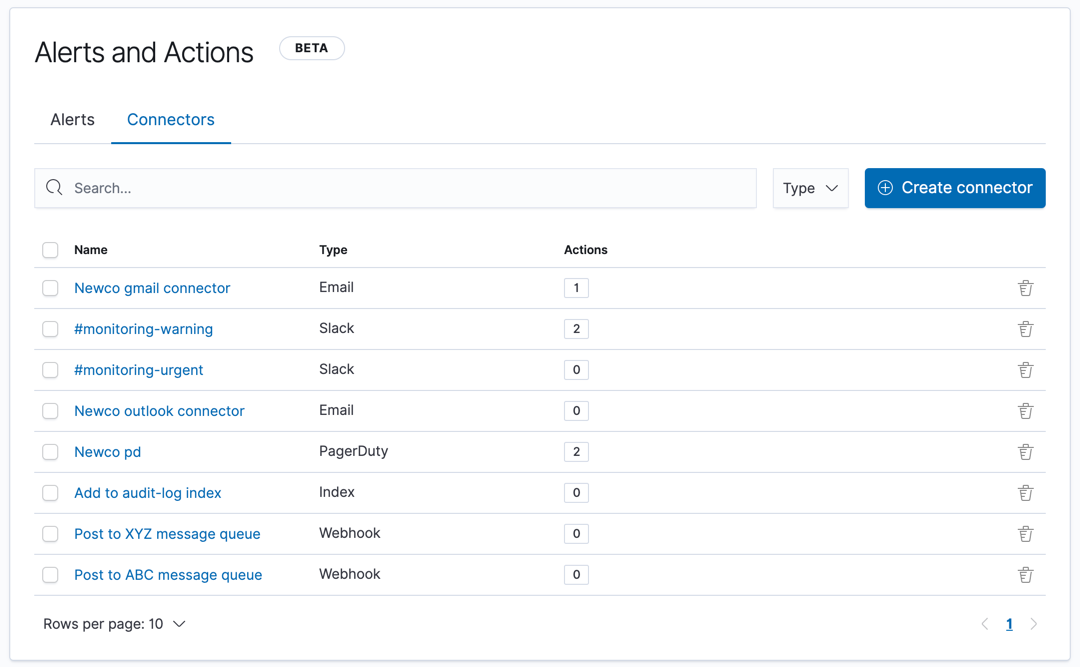 Alerts and Actions BETA
Alerts Connectors
Search... Type Create connector
Name Type Actions
Newco gmail connector Email 1
#monitoring-warning Slack 2
#monitoring-urgent Slack 0
Newco outlook connector Email 0
Newco pd PagerDuty 2
Add to audit-log index Index 0
Post to XYZ message queue Webhook 0
Post to ABC message queue Webhook 0
Rows per page: 10 1